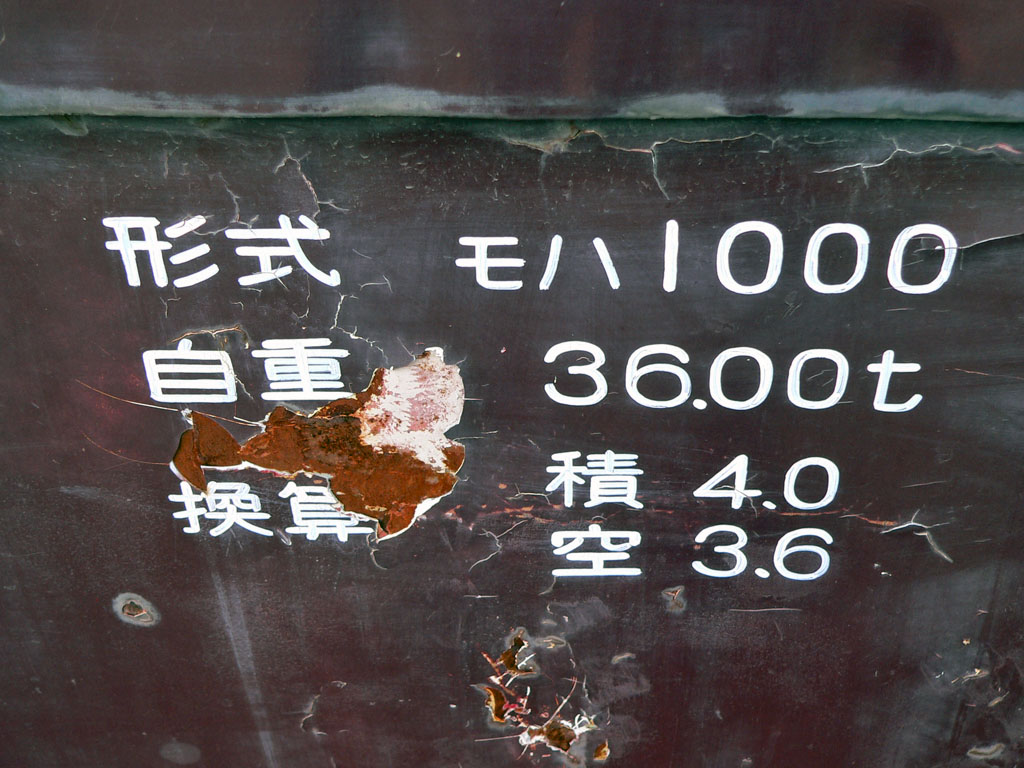 形式 モハ1000
自重 36.00t
換算 積 4.0
空 3.6